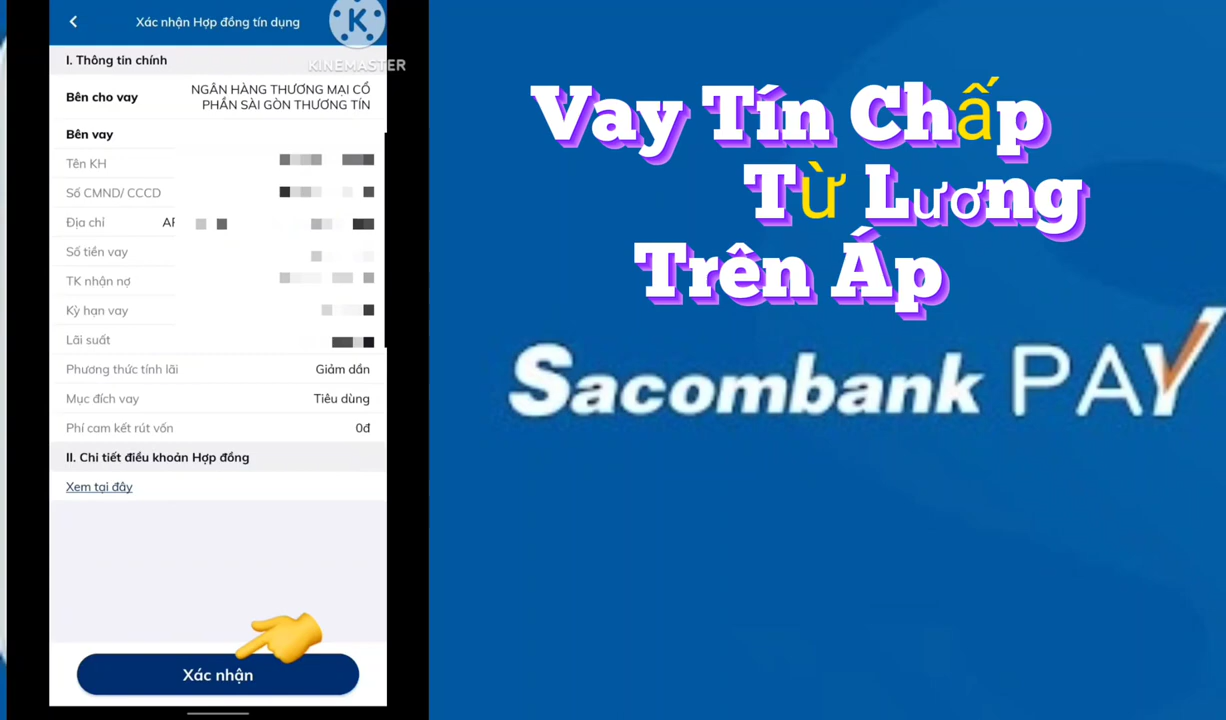 Xác nhận Hợp đồng tín dụng
K
KINEMASTER
I. Thông tin chính
Bên cho vay
NGÂN HÀNG THƯƠNG MẠI CỔ
PHẦN SÀI GÒN THƯƠNG TÍN
Bên vay
Tên KH
Số CMND/ CCCD
Địa chỉ
Số tiền vay
TK nhận nợ
Kỳ hạn vay
Lãi suất
Phương thức tính lãi Giảm dần
Mục đích vay Tiêu dùng
Phí cam kết rút vốn 0đ
II. Chi tiết điều khoản Hợp đồng
Xem tại đây
Xác nhận
Vay Tín Chấp
Từ Lương
Trên Áp
Sacombank PAY